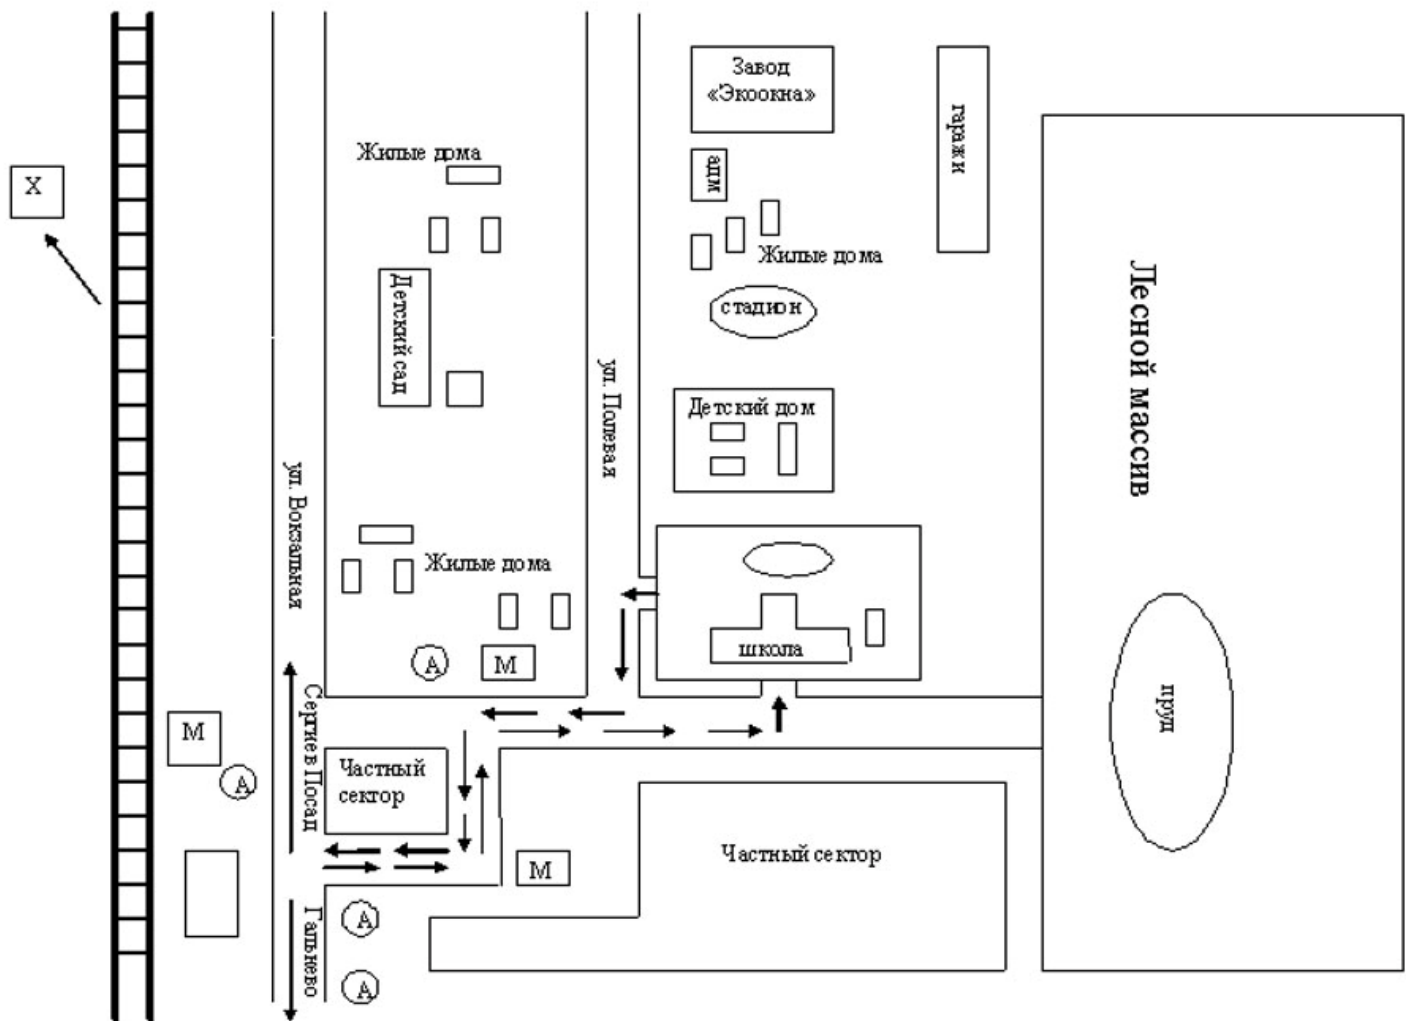 Завод
«Экоокна»
гаражи
Жилые дома
адм
Х
Жилые дома
Лесной массив
Детский сад
стадион
ул. Полевая
Детский дом
ул. Вокзальная
Жилые дома
школа
А
М
Сергиев Посад
пруд
М
А
Частный
сектор
Частный сектор
М
Гальнево
А
А